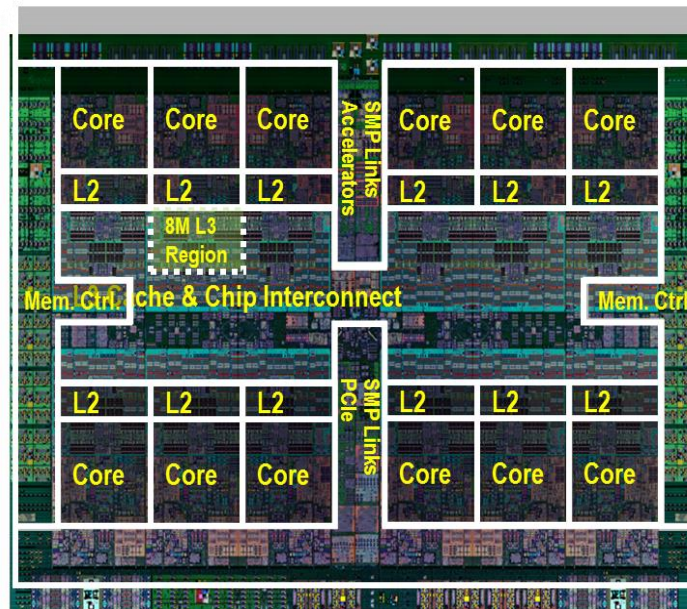 Core Core Core
Core Core Core
SMP Links
Accelerators
L2 L2 L2
L2 L2 L2
8M L3
Region
Mem. Ctrl.
L3 Cache & Chip Interconnect
Mem. Ctrl
L2 L2 L2
L2 L2 L2
SMP Links
PCIe
Core Core Core
Core Core Core